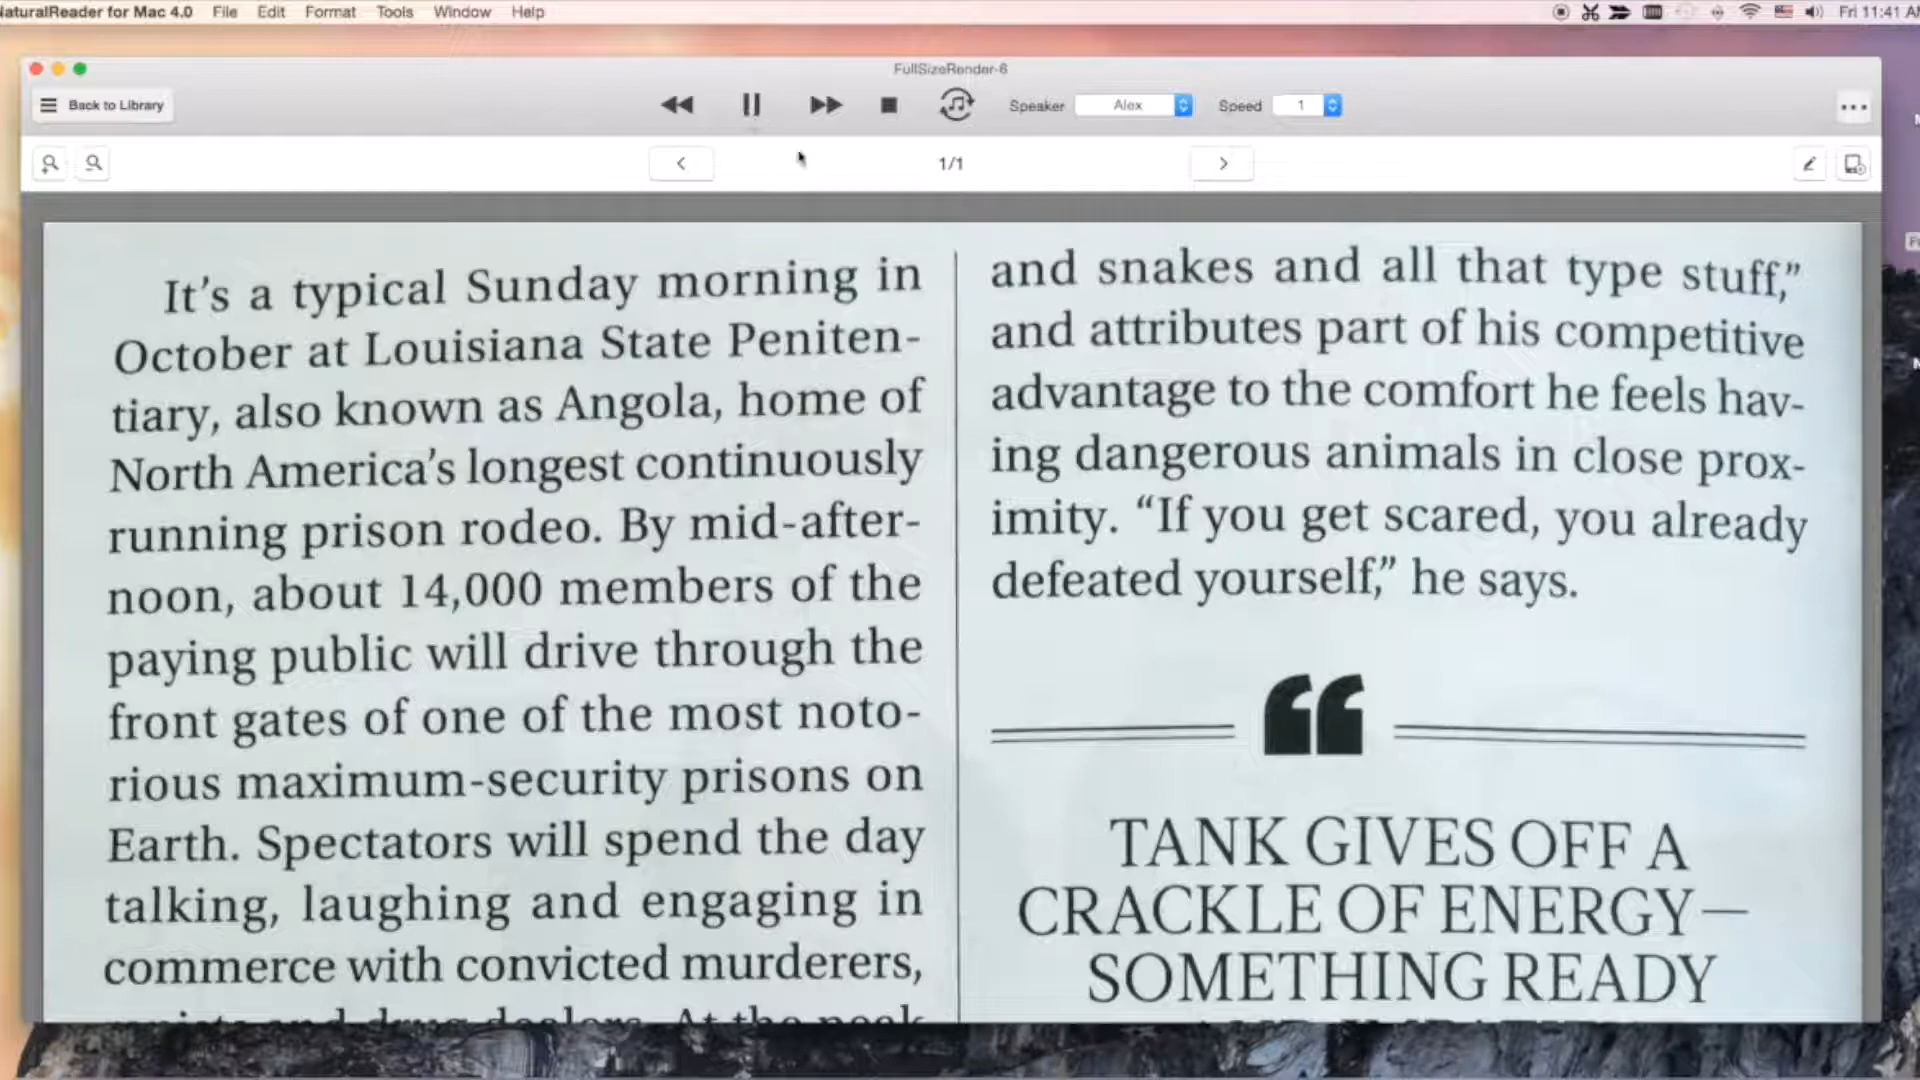 NaturalReader for Mac 4.0 File Edit Format Tools Window Help
Fri 11:41
FullSizeRender-6
Back to Library
Speaker Alex Speed 1
1/1
It's a typical Sunday morning in
October at Louisiana State Peniten-
tiary, also known as Angola, home of
North America's longest continuously
running prison rodeo. By mid-after-
noon, about 14,000 members of the
paying public will drive through the
front gates of one of the most noto-
rious maximum-security prisons on
Earth. Spectators will spend the day
talking, laughing and engaging in
commerce with convicted murderers,
and drug dealers. At the peak
and snakes and all that type stuff,”
and attributes part of his competitive
advantage to the comfort he feels hav-
ing dangerous animals in close prox-
imity. “If you get scared, you already
defeated yourself,” he says.
“
TANK GIVES OFF A
CRACKLE OF ENERGY—
SOMETHING READY